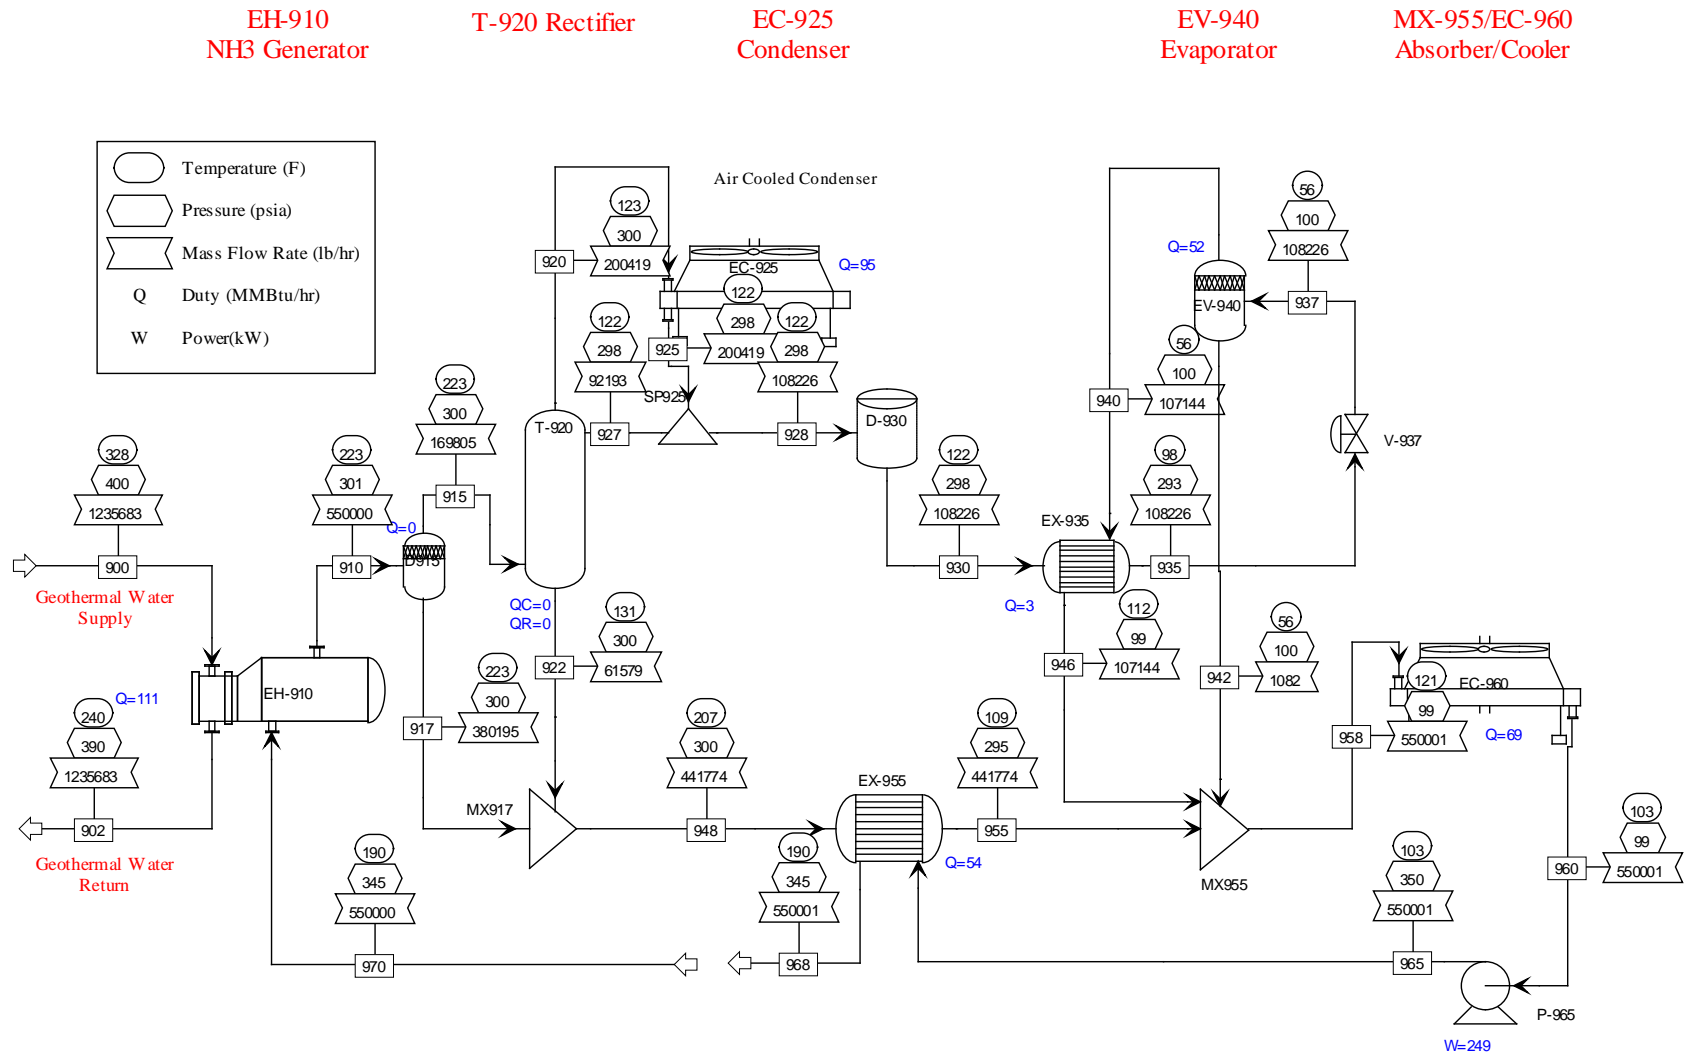 EH-910
NH3 Generator
T-920 Rectifier
EC-925
Condenser
EV-940
Evaporator
MX-955/EC-960
Absorber/Cooler
Temperature (F)
Pressure (psia)
Mass Flow Rate (lb/hr)
Q Duty (MMBtu/hr)
W Power(kW)
Air Cooled Condenser
123
300
200419
920
EC-925
Q=95
122
298
200419
925
122
298
92193
927
SP925
122
298
108226
928
56
100
108226
937
Q=52
EV-940
56
100
107144
940
V-937
223
300
169805
915
T-920
D-930
328
400
1235683
900
Geothermal Water
Supply
223
301
550000
910
Q=0
D915
122
298
108226
930
EX-935
Q=3
98
293
108226
935
QC=0
QR=0
131
300
61579
922
112
99
107144
946
56
100
1082
942
EH-910
Q=111
223
300
380195
917
240
390
1235683
902
Geothermal Water
Return
207
300
441774
948
MX917
EX-955
Q=54
109
295
441774
955
MX955
121
99
550001
958
EC-960
Q=69
103
99
550001
960
190
345
550000
970
190
345
550001
968
103
350
550001
965
P-965
W=249